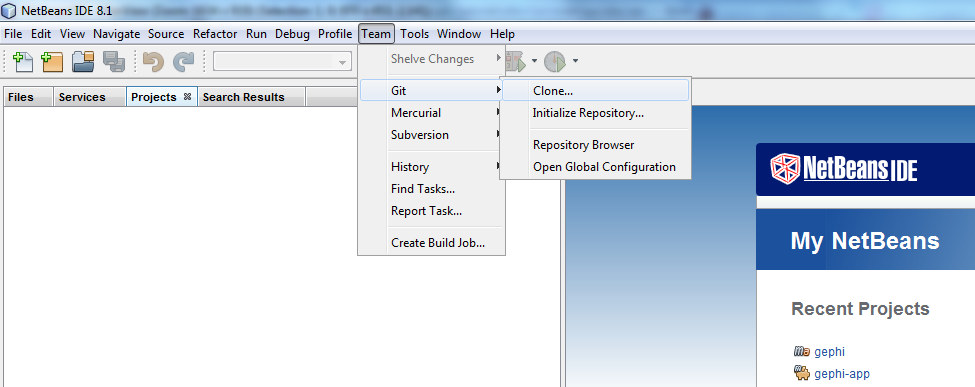 NetBeans IDE 8.1
File Edit View Navigate Source Refactor Run Debug Profile Team Tools Window Help
Shelve Changes
Git
Mercurial
Subversion
History
Find Tasks...
Report Task...
Create Build Job...
Clone...
Initialize Repository...
Repository Browser
Open Global Configuration
Files Services Projects Search Results
NetBeans IDE
My NetBeans
Recent Projects
ma gephi
gephi-app